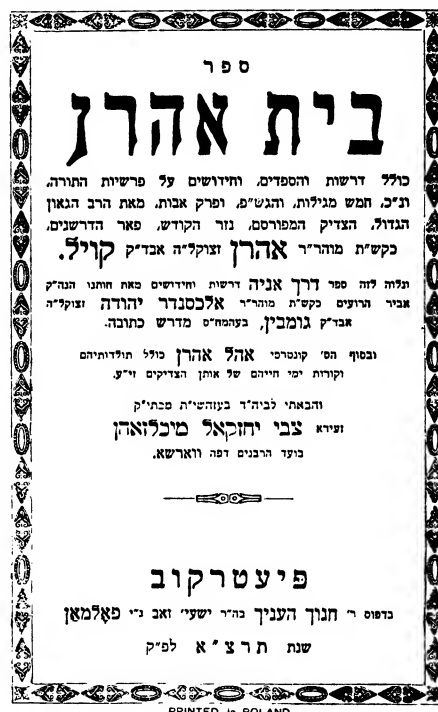 ספר
בית אהרן
כולל דרשות והספדים, וחידושים על פרשיות התורה,
ונ"כ, חמש מגילות, והגש"פ, ופרק אבות, מאת הרב הגאון
הגדול, הצדיק המפורסם, נזר הקודש, פאר הדרשנים,
כקש"ת מוהר"ר אהרן זצוקל"ה אבד"ק קויל.
ונלוה לזה ספר דרך אניה דרשות וחידושים מאת חותנו הגה"ק
אביר הרועים כקש"ת מוהר"ר אלכסנדר יהודה זצוקל"ה
אבד"ק גומבין, בעהמח"ס מדרש כתובה.
ובסוף הס' קונטרסי אהל אהרן כולל תולדותיהם
וקורות ימי חייהם של אותן הצדיקים זי"ע.
והבאתי לביה"ד בעזהשי"ת מכתי"ק
זעירא צבי יחזקאל מיכלזאהן
בועד הרבנים דפה ווארשא.
פיעטרקוב
בדפוס ר' חנוך העניך בה"ר ישעי' זאב נ"י פאלמאן
שנת תרצ"א לפ"ק
PRINTED in POLAND